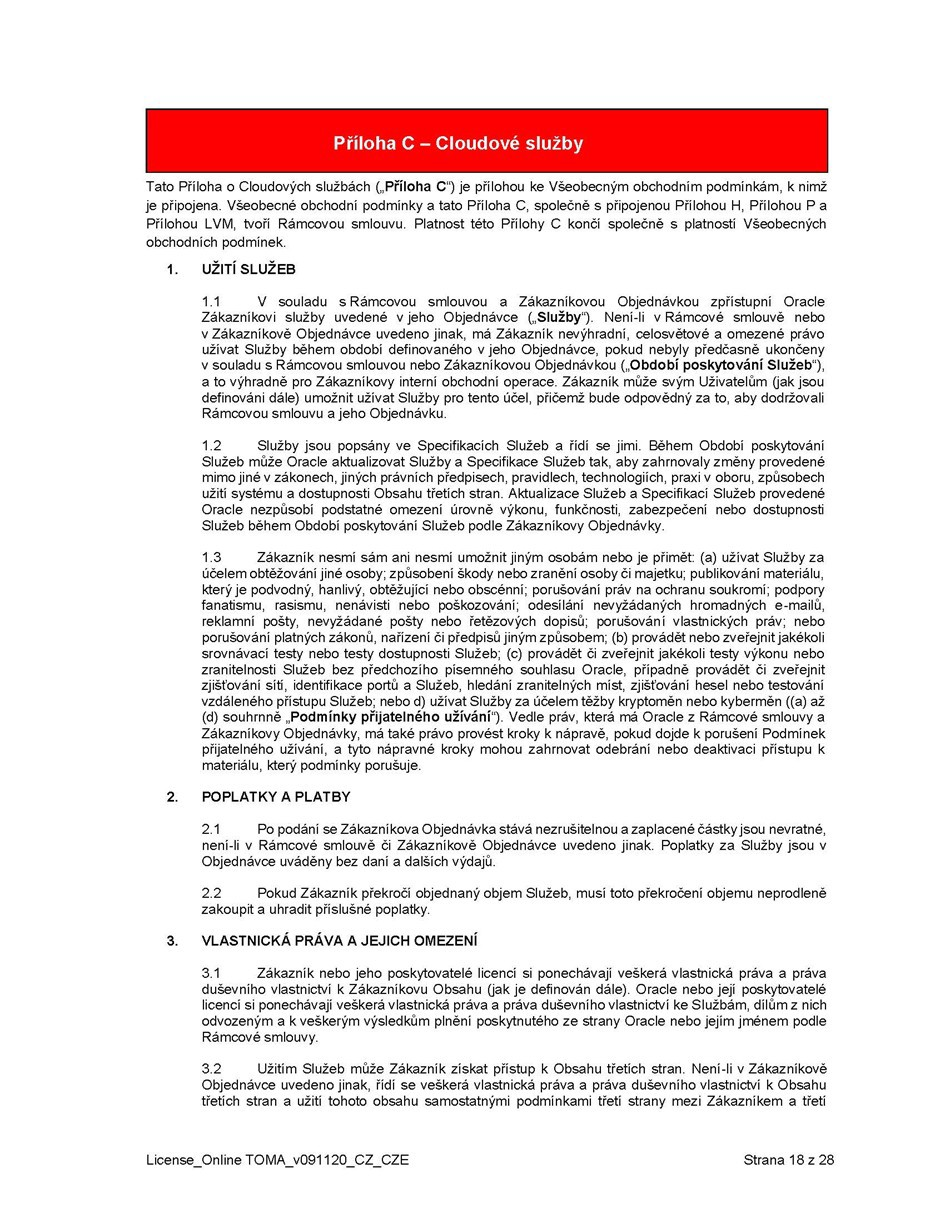 Příloha C – Cloudové služby
Tato Příloha o Cloudových službách („Příloha C“) je přílohou ke Všeobecným obchodním podmínkám, k nimž
je připojena. Všeobecné obchodní podmínky a tato Příloha C, společně s připojenou Přílohou H, Přílohou P a
Přílohou LVM, tvoří Rámcovou smlouvu. Platnost této Přílohy C končí společně s platností Všeobecných
obchodních podmínek.
1. UŽITÍ SLUŽEB
1.1 V souladu s Rámcovou smlouvou a Zákazníkovou Objednávkou zpřístupní Oracle
Zákazníkovi služby uvedené v jeho Objednávce („Služby“). Není-li v Rámcové smlouvě nebo
v Zákazníkově Objednávce uvedeno jinak, má Zákazník nevýhradní, celosvětové a omezené právo
užívat Služby během období definovaného v jeho Objednávce, pokud nebyly předčasně ukončeny
v souladu s Rámcovou smlouvou nebo Zákazníkovou Objednávkou („Období poskytování Služeb“),
a to výhradně pro Zákazníkovy interní obchodní operace. Zákazník může svým Uživatelům (jak jsou
definováni dále) umožnit užívat Služby pro tento účel, přičemž bude odpovědný za to, aby dodržovali
Rámcovou smlouvu a jeho Objednávku.
1.2 Služby jsou popsány ve Specifikacích Služeb a řídí se jimi. Během Období poskytování
Služeb může Oracle aktualizovat Služby a Specifikace Služeb tak, aby zahrnovaly změny provedené
mimo jiné v zákonech, jiných právních předpisech, pravidlech, technologiích, praxi v oboru, způsobech
užití systému a dostupnosti Obsahu třetích stran. Aktualizace Služeb a Specifikací Služeb provedené
Oracle nezpůsobí podstatné omezení úrovně výkonu, funkčnosti, zabezpečení nebo dostupnosti
Služeb během Období poskytování Služeb podle Zákazníkovy Objednávky.
1.3 Zákazník nesmí sám ani nesmí umožnit jiným osobám nebo je přimět: (a) užívat Služby za
účelem obtěžování jiné osoby; způsobení škody nebo zranění osoby či majetku; publikování materiálu,
který je podvodný, hanlivý, obtěžující nebo obscénní; porušování práv na ochranu soukromí; podpory
fanatismu, rasismu, nenávisti nebo poškozování; odesílání nevyžádaných hromadných e-mailů,
reklamní pošty, nevyžádané pošty nebo řetězových dopisů; porušování vlastnických práv; nebo
porušování platných zákonů, nařízení či předpisů jiným způsobem; (b) provádět nebo zveřejnit jakékoli
srovnávací testy nebo testy dostupnosti Služeb; (c) provádět či zveřejnit jakékoli testy výkonu nebo
zranitelnosti Služeb bez předchozího písemného souhlasu Oracle, případně provádět či zveřejnit
zjišťování sítí, identifikace portů a Služeb, hledání zranitelných míst, zjišťování hesel nebo testování
vzdáleného přístupu Služeb; nebo d) užívat Služby za účelem těžby kryptoměn nebo kyberměn ((a) až
(d) souhrnně „Podmínky přijatelného užívání“). Vedle práv, která má Oracle z Rámcové smlouvy a
Zákazníkovy Objednávky, má také právo provést kroky k nápravě, pokud dojde k porušení Podmínek
přijatelného užívání, a tyto nápravné kroky mohou zahrnovat odebrání nebo deaktivaci přístupu k
materiálu, který podmínky porušuje.
2. POPLATKY A PLATBY
2.1 Po podání se Zákazníkova Objednávka stává nezrušitelnou a zaplacené částky jsou nevratné,
není-li v Rámcové smlouvě či Zákazníkově Objednávce uvedeno jinak. Poplatky za Služby jsou v
Objednávce uváděny bez daní a dalších výdajů.
2.2 Pokud Zákazník překročí objednaný objem Služeb, musí toto překročení objemu neprodleně
zakoupit a uhradit příslušné poplatky.
3. VLASTNICKÁ PRÁVA A JEJICH OMEZENÍ
3.1 Zákazník nebo jeho poskytovatelé licencí si ponechávají veškerá vlastnická práva a práva
duševního vlastnictví k Zákazníkovu Obsahu (jak je definován dále). Oracle nebo její poskytovatelé
licencí si ponechávají veškerá vlastnická práva a práva duševního vlastnictví ke Službám, dílům z nich
odvozeným a k veškerým výsledkům plnění poskytnutého ze strany Oracle nebo jejím jménem podle
Rámcové smlouvy.
3.2 Užitím Služeb může Zákazník získat přístup k Obsahu třetích stran. Není-li v Zákazníkově
Objednávce uvedeno jinak, řídí se veškerá vlastnická práva a práva duševního vlastnictví k Obsahu
třetích stran a užití tohoto obsahu samostatnými podmínkami třetí strany mezi Zákazníkem a třetí
License_Online TOMA_v091120_CZ_CZE
Strana 18 z 28